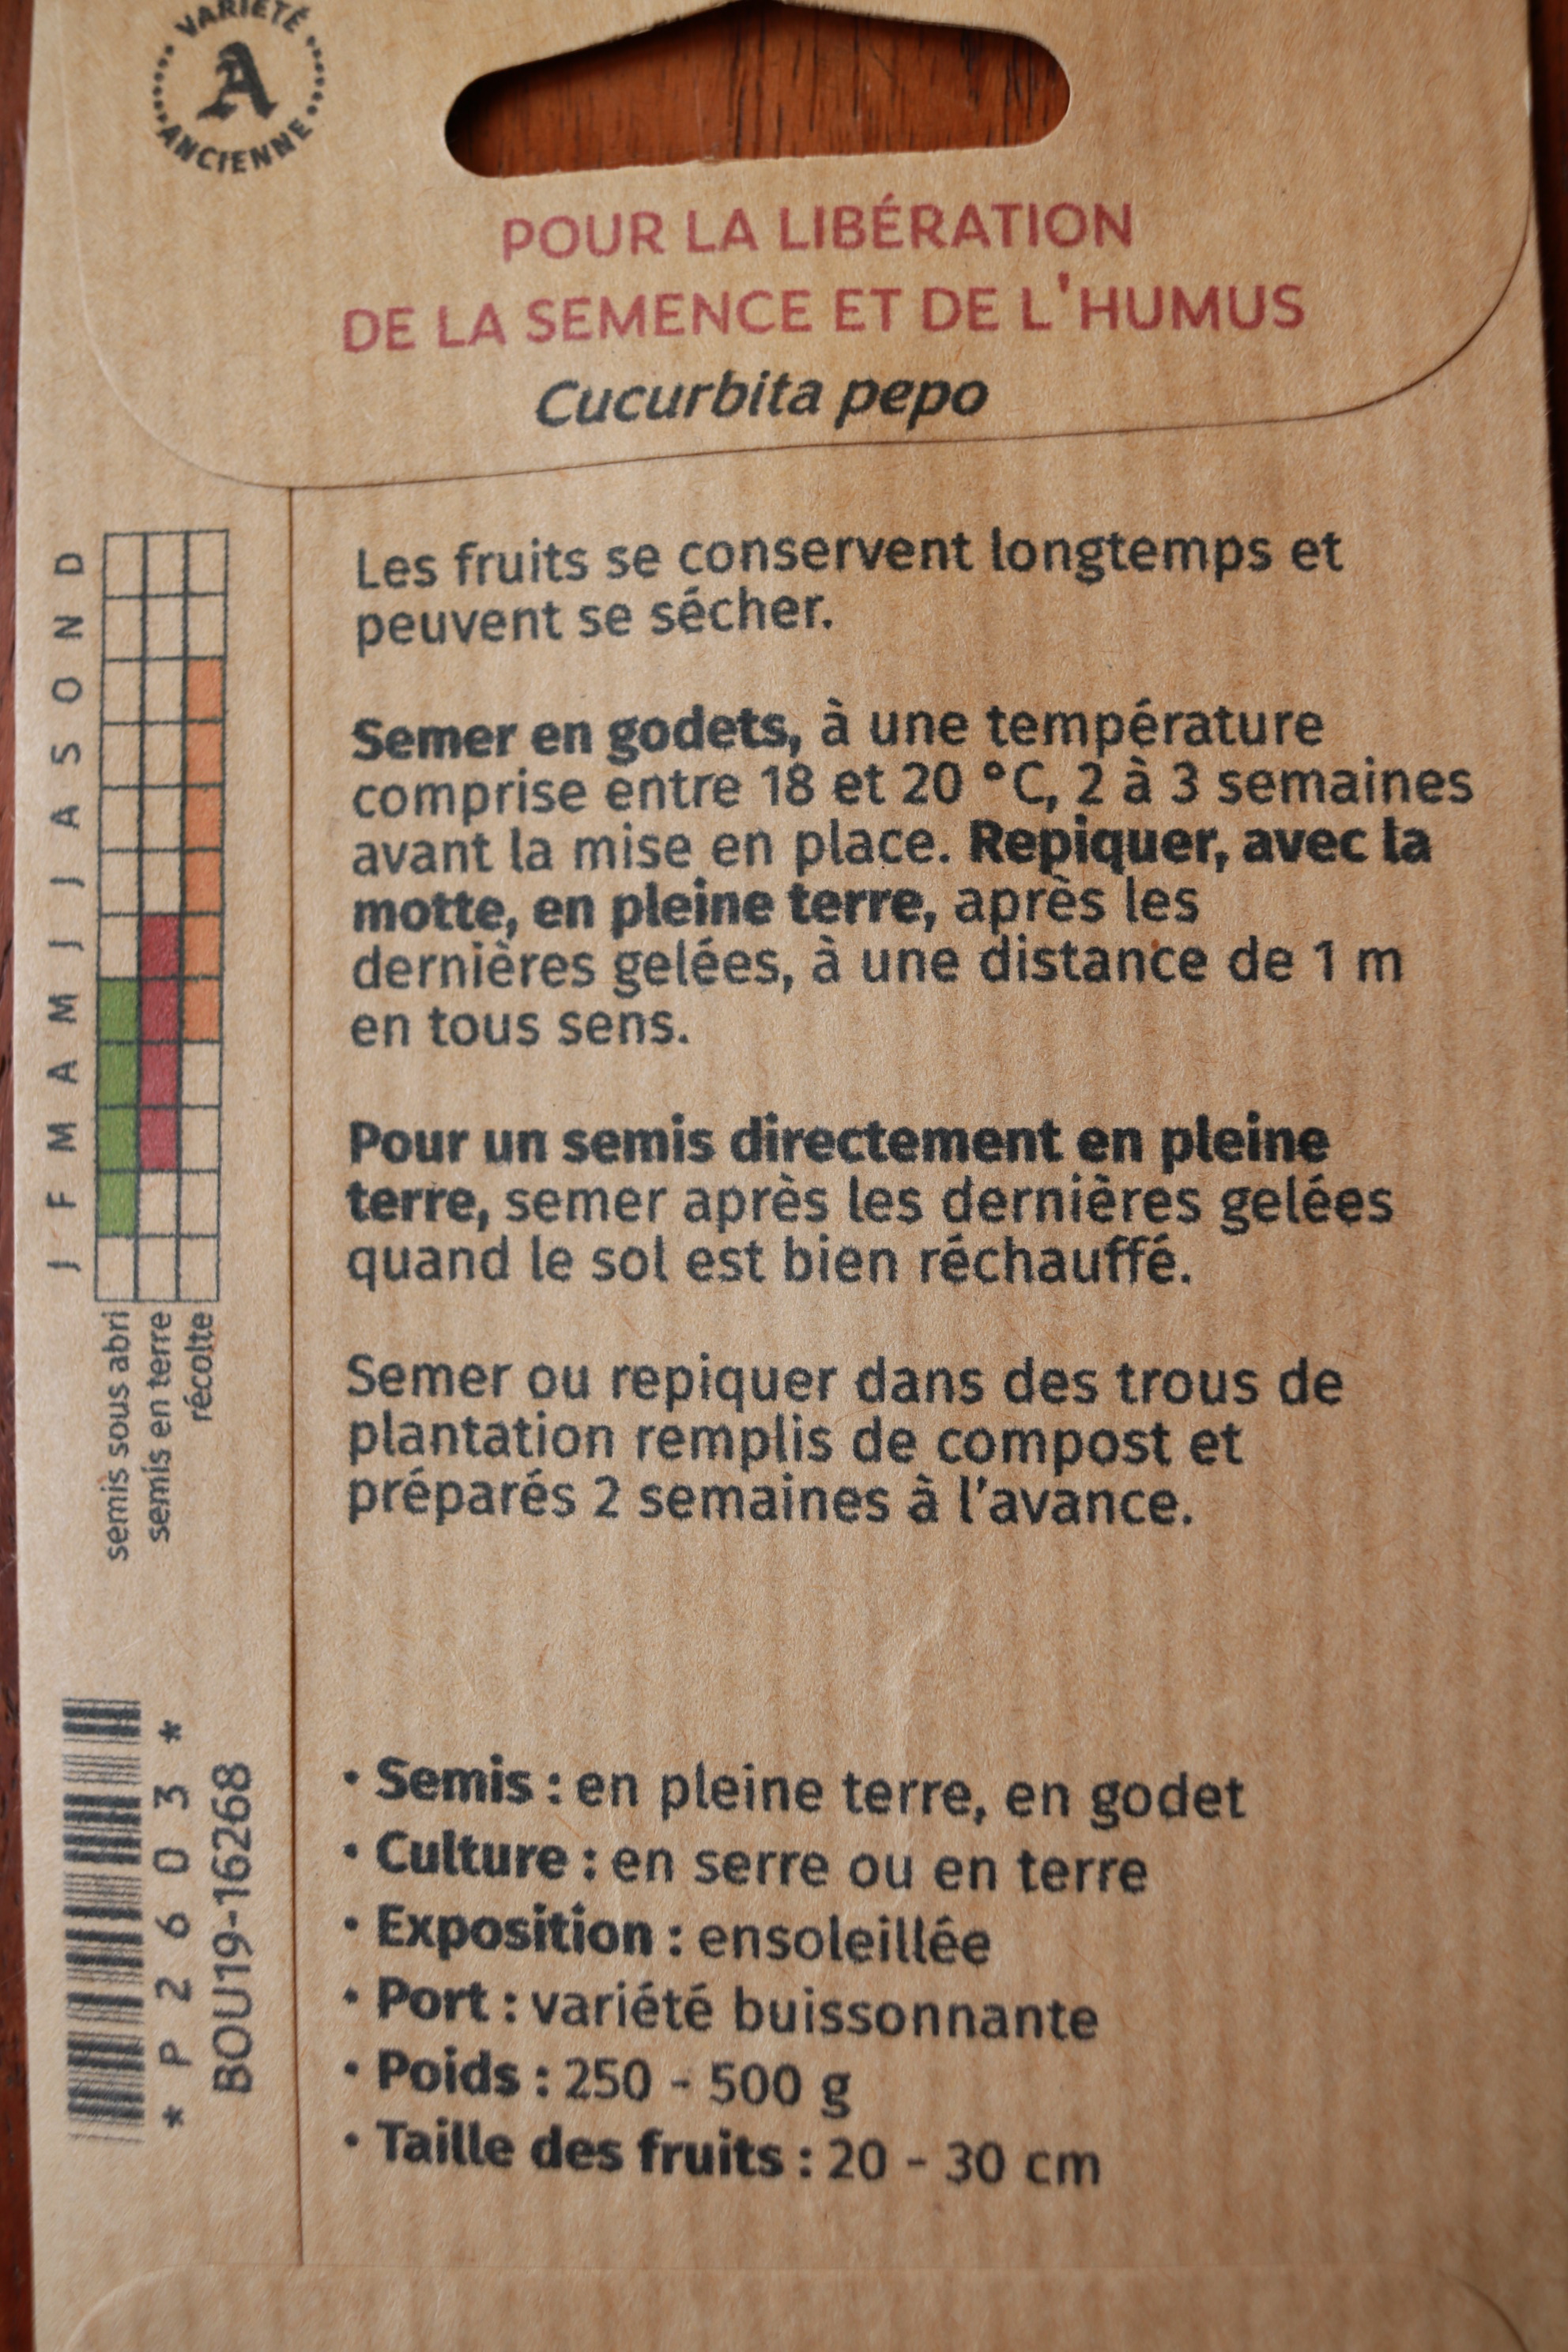 VARIÉTÉ
A
ANCIENNE
POUR LA LIBÉRATION
DE LA SEMENCE ET DE L'HUMUS
Cucurbita pepo
Les fruits se conservent longtemps et
peuvent se sécher.
Semer en godets, à une température
comprise entre 18 et 20 °C, 2 à 3 semaines
avant la mise en place. Repiquer, avec la
motte, en pleine terre, après les
dernières gelées, à une distance de 1 m
en tous sens.
Pour un semis directement en pleine
terre, semer après les dernières gelées
quand le sol est bien réchauffé.
Semer ou repiquer dans des trous de
plantation remplis de compost et
préparés 2 semaines à l'avance.
• Semis : en pleine terre, en godet
• Culture : en serre ou en terre
• Exposition : ensoleillée
• Port : variété buissonnante
• Poids : 250 - 500 g
• Taille des fruits : 20 - 30 cm
J F M A M J J A S O N D
semis sous abri
semis en terre
récolte
* P 2 6 0 3 *
BOU19-16268